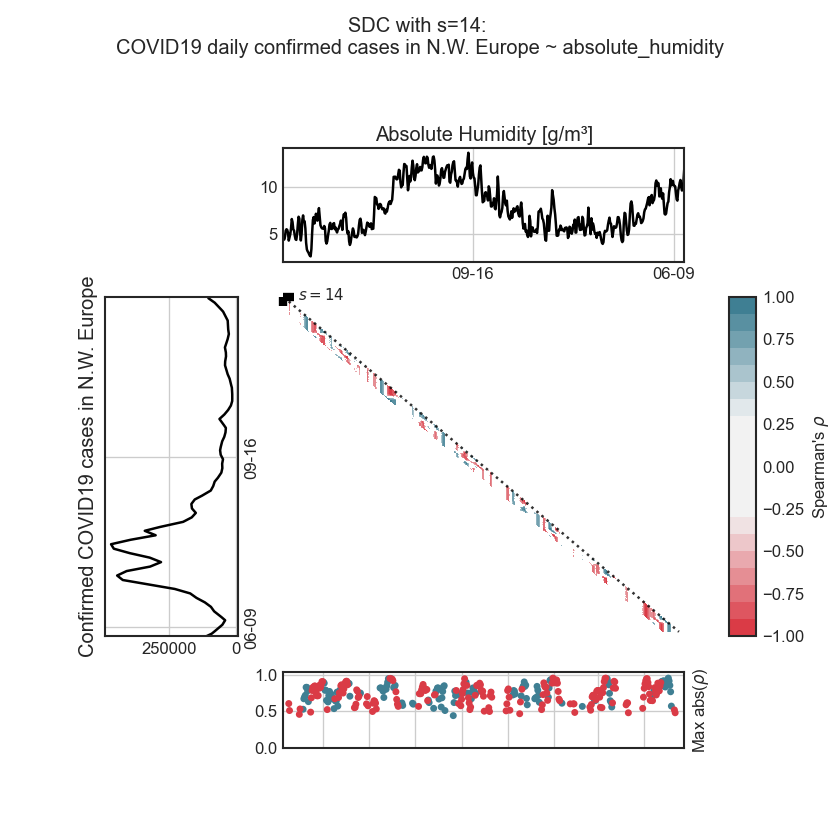 SDC with s=14:
COVID19 daily confirmed cases in N.W. Europe ~ absolute_humidity
Absolute Humidity [g/m³]
10
5
09-16
06-09
Confirmed COVID19 cases in N.W. Europe
09-16
06-09
250000
0
s = 14
1.00
0.75
0.50
0.25
0.00
−0.25
−0.50
−0.75
−1.00
Spearman's ρ
1.0
0.5
0.0
Max abs(ρ)